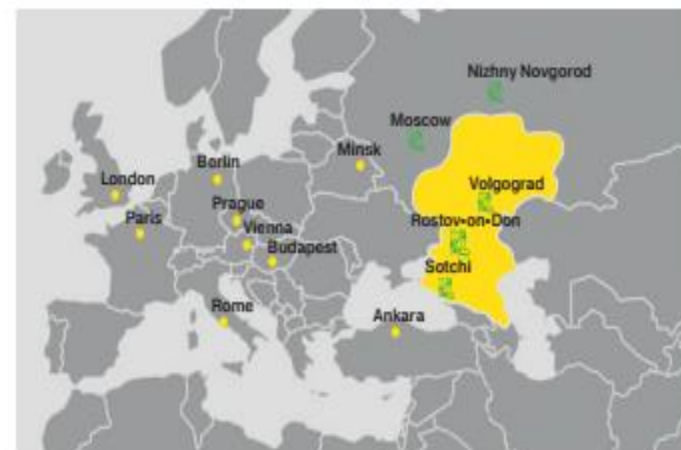 Nizhny Novgorod
Moscow
Minsk
Berlin
London
Volgograd
Prague
Paris
Rostov-on-Don
Vienna
Budapest
Sotchi
Rome
Ankara